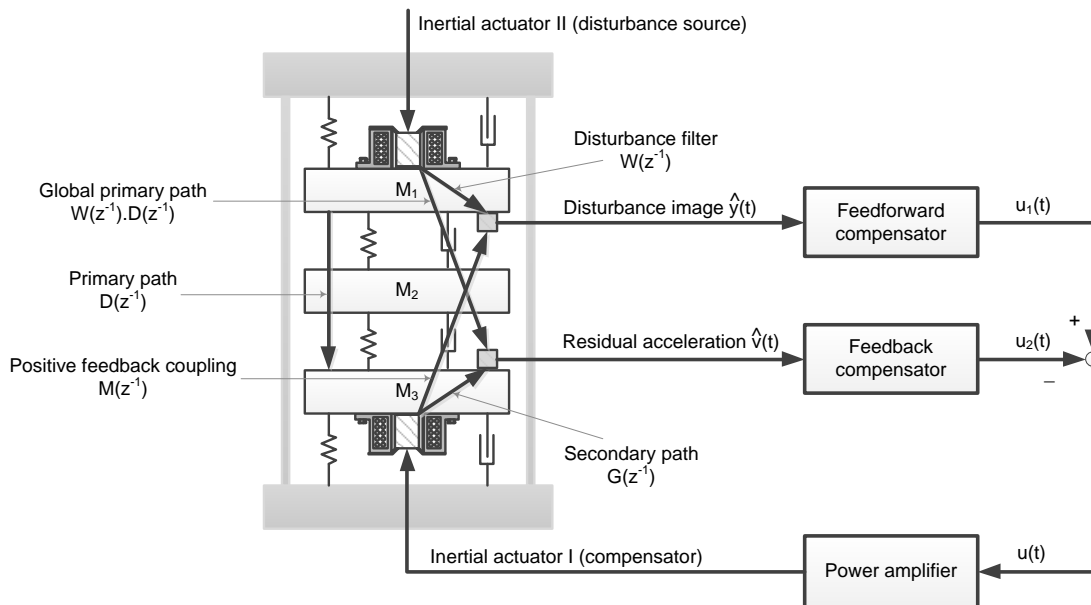 Inertial actuator II (disturbance source)
Disturbance filter
W(z⁻¹)
Global primary path
W(z⁻¹).D(z⁻¹)
M₁
Disturbance image ŷ(t)
Feedforward
compensator
u₁(t)
Primary path
D(z⁻¹)
M₂
+
Positive feedback coupling
M(z⁻¹)
M₃
Residual acceleration v̂(t)
Feedback
compensator
u₂(t)
−
Secondary path
G(z⁻¹)
Inertial actuator I (compensator)
Power amplifier
u(t)